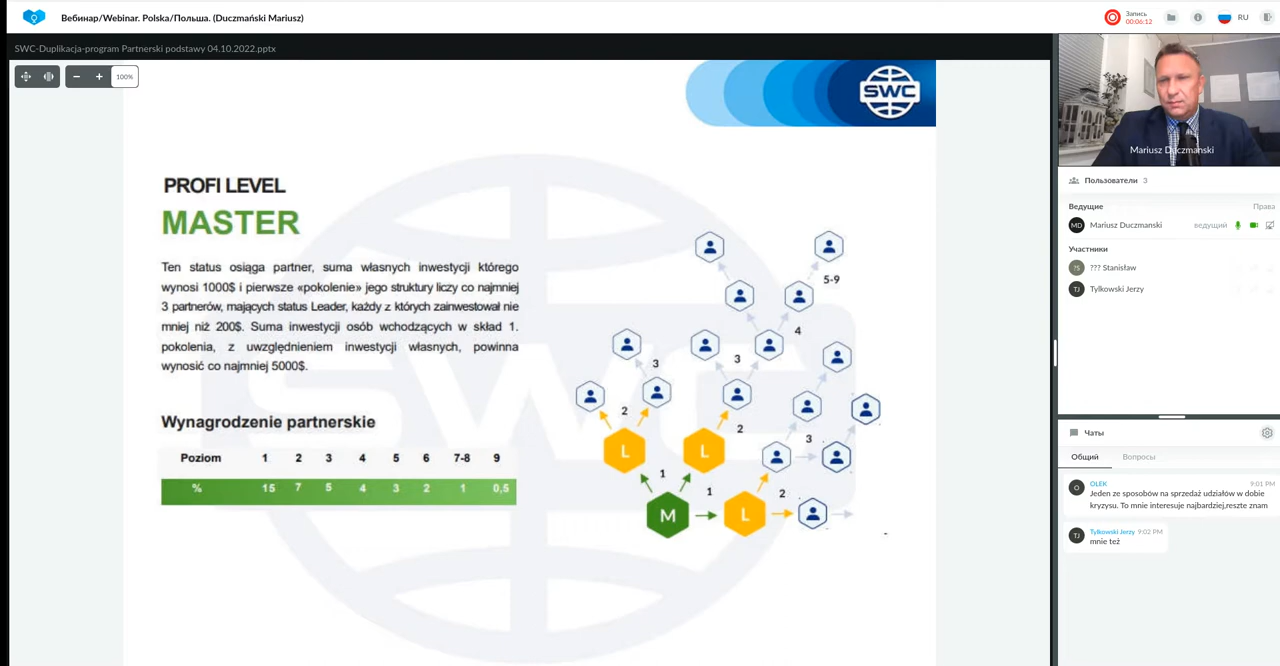 Вебинар/Webinar. Polska/Польша. (Duczmański Mariusz)
Запись
00:06:12
RU
SWC-Duplikacja-program Partnerski podstawy 04.10.2022.pptx
100%
SWC
PROFI LEVEL
MASTER
Ten status osiąga partner, suma własnych inwestycji którego
wynosi 1000$ i pierwsze «pokolenie» jego struktury liczy co najmniej
3 partnerów, mających status Leader, każdy z których zainwestował nie
mniej niż 200$. Suma inwestycji osób wchodzących w skład 1.
pokolenia, z uwzględnieniem inwestycji własnych, powinna
wynosić co najmniej 5000$.
Wynagrodzenie partnerskie
Poziom 1 2 3 4 5 6 7-8 9
% 15 7 5 4 3 2 1 0,5
5-9
4
3
3
2
2
3
L
L
1
1
2
M
L
Mariusz Duczmanski
Пользователи 3
Ведущие
Права
MD
Mariusz Duczmanski
ведущий
Участники
?S
??? Stanisław
TJ
Tylkowski Jerzy
Чаты
Общий
Вопросы
O
OLEK
9:01 PM
Jeden ze sposobów na sprzedaż udziałów w dobie
kryzysu. To mnie interesuje najbardziej,reszte znam
TJ
Tylkowski Jerzy 9:02 PM
mnie też